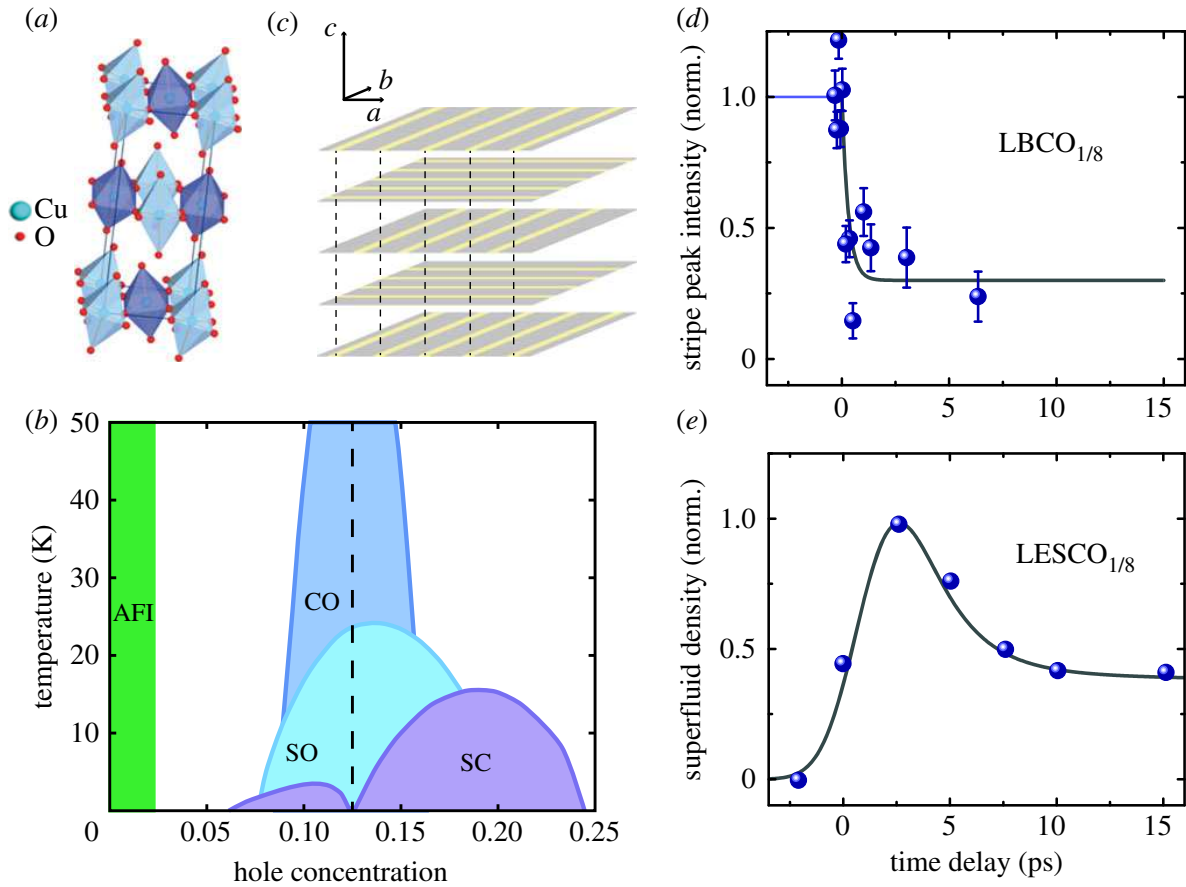 (a)
Cu
O
(c)
c
b
a
(b)
temperature (K)
50
40
30
20
10
0
AFI
CO
SO
SC
0.05
0.10
0.15
0.20
0.25
hole concentration
(d)
stripe peak intensity (norm.)
1.0
0.5
0
LBCO1/8
0
5
10
15
(e)
superfluid density (norm.)
1.0
0.5
0
LESCO1/8
0
5
10
15
time delay (ps)